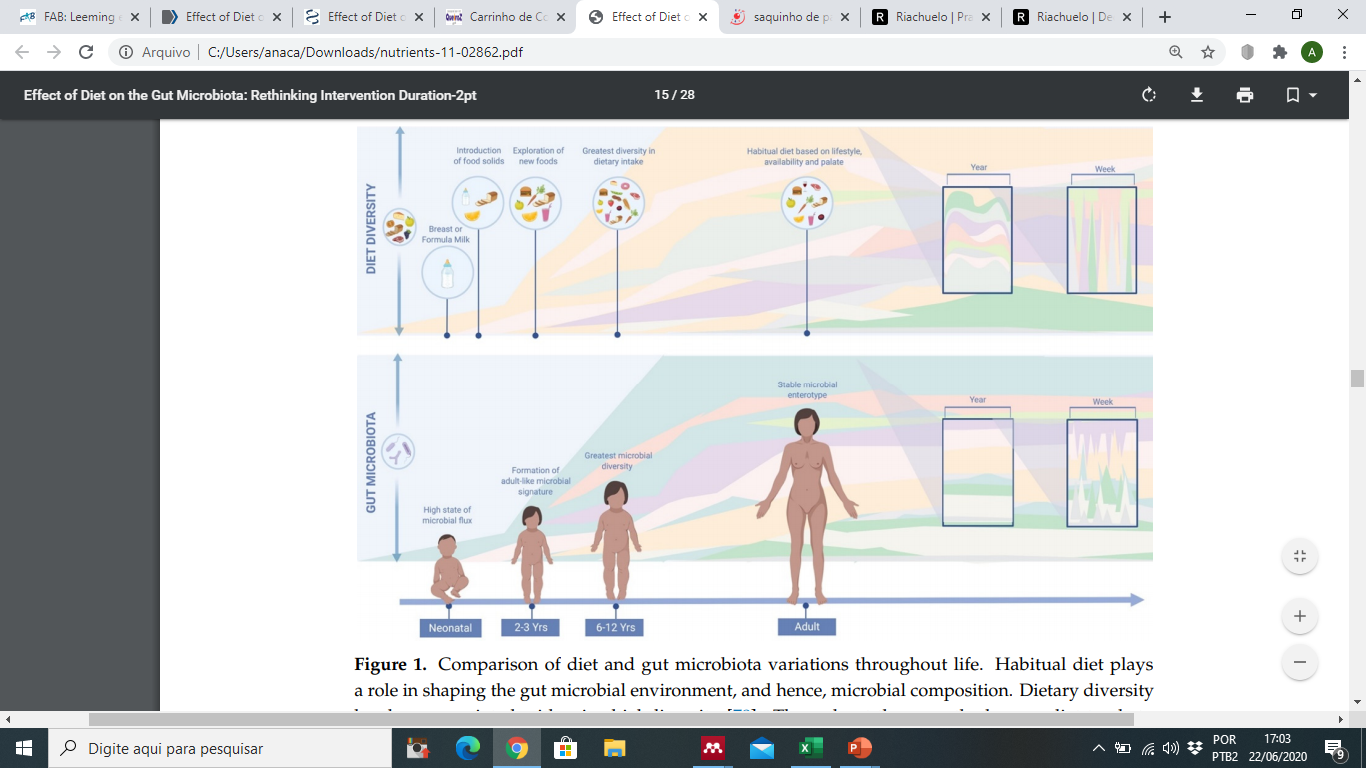 FAB: Leeming
Effect of Diet
Effect of Diet
Carrinho de Co
Effect of Diet
saquinho de pa
Riachuelo | Pra
Riachuelo | De
Arquivo
C:/Users/anaca/Downloads/nutrients-11-02862.pdf
A
Effect of Diet on the Gut Microbiota: Rethinking Intervention Duration-2pt
15 / 28
DIET DIVERSITY
Breast or
Formula Milk
Introduction
of food solids
Exploration of
new foods
Greatest diversity in
dietary intake
Habitual diet based on lifestyle,
availability and palate
Year
Week
GUT MICROBIOTA
High state of
microbial flux
Formation of
adult-like microbial
signature
Greatest microbial
diversity
Stable microbial
enterotype
Year
Week
Neonatal
2-3 Yrs
6-12 Yrs
Adult
Figure 1. Comparison of diet and gut microbiota variations throughout life. Habitual diet plays
a role in shaping the gut microbial environment, and hence, microbial composition. Dietary diversity
Digite aqui para pesquisar
POR
PTB2
17:03
22/06/2020
9